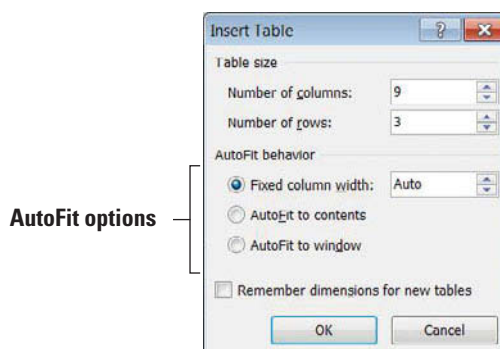 Insert Table
Table size
Number of columns: 9
Number of rows: 3
AutoFit behavior
Fixed column width: Auto
AutoFit options
AutoFit to contents
AutoFit to window
Remember dimensions for new tables
OK Cancel